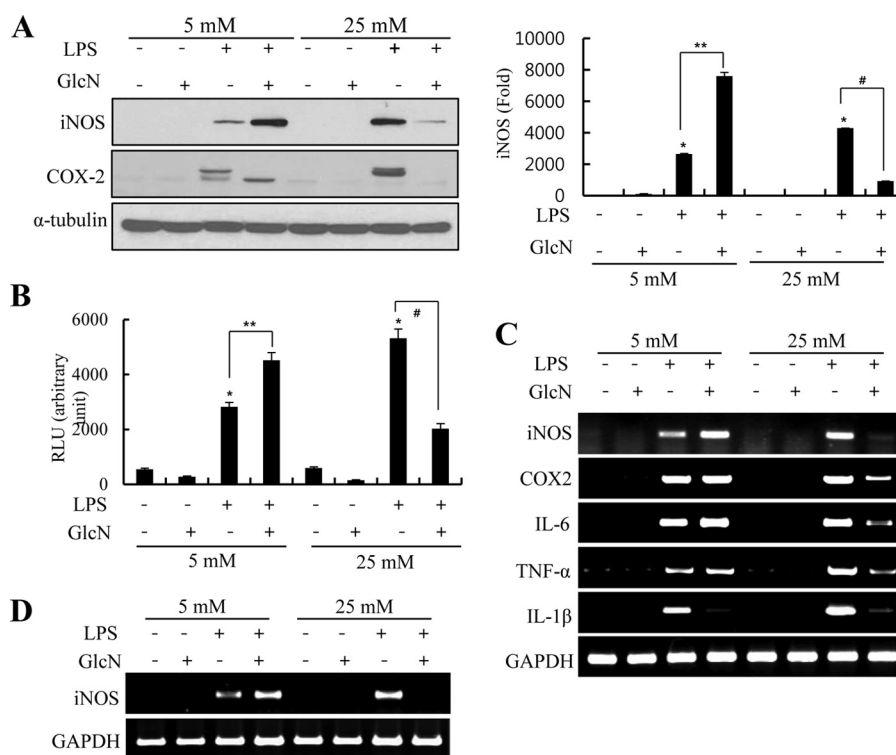 A
5 mM 25 mM
LPS - - + + - - + +
GlcN - + - + - + - +
iNOS
COX-2
α-tubulin
iNOS (Fold)
10000
8000
6000
4000
2000
0
* ** * #
LPS - - + + - - + +
GlcN - + - + - + - +
5 mM 25 mM
B
RLU (arbitrary unit)
6000
4000
2000
0
* ** * #
LPS - - + + - - + +
GlcN - + - + - + - +
5 mM 25 mM
C
5 mM 25 mM
LPS - - + + - - + +
GlcN - + - + - + - +
iNOS
COX2
IL-6
TNF-α
IL-1β
GAPDH
D
5 mM 25 mM
LPS - - + + - - + +
GlcN - + - + - + - +
iNOS
GAPDH